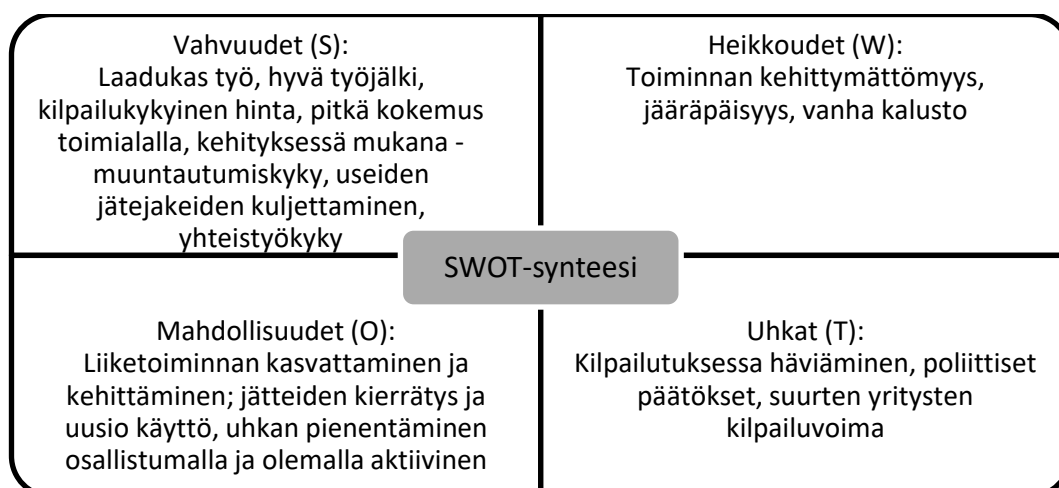 Vahvuudet (S):
Laadukas työ, hyvä työjälki,
kilpailukykyinen hinta, pitkä kokemus
toimialalla, kehityksessä mukana -
muuntautumiskyky, useiden
jätejakeiden kuljettaminen,
yhteistyökyky
Heikkoudet (W):
Toiminnan kehittymättömyys,
jääräpäisyys, vanha kalusto
SWOT-synteesi
Mahdollisuudet (O):
Liiketoiminnan kasvattaminen ja
kehittäminen; jätteiden kierrätys ja
uusio käyttö, uhkan pienentäminen
osallistumalla ja olemalla aktiivinen
Uhkat (T):
Kilpailutuksessa häviäminen, poliittiset
päätökset, suurten yritysten
kilpailuvoima